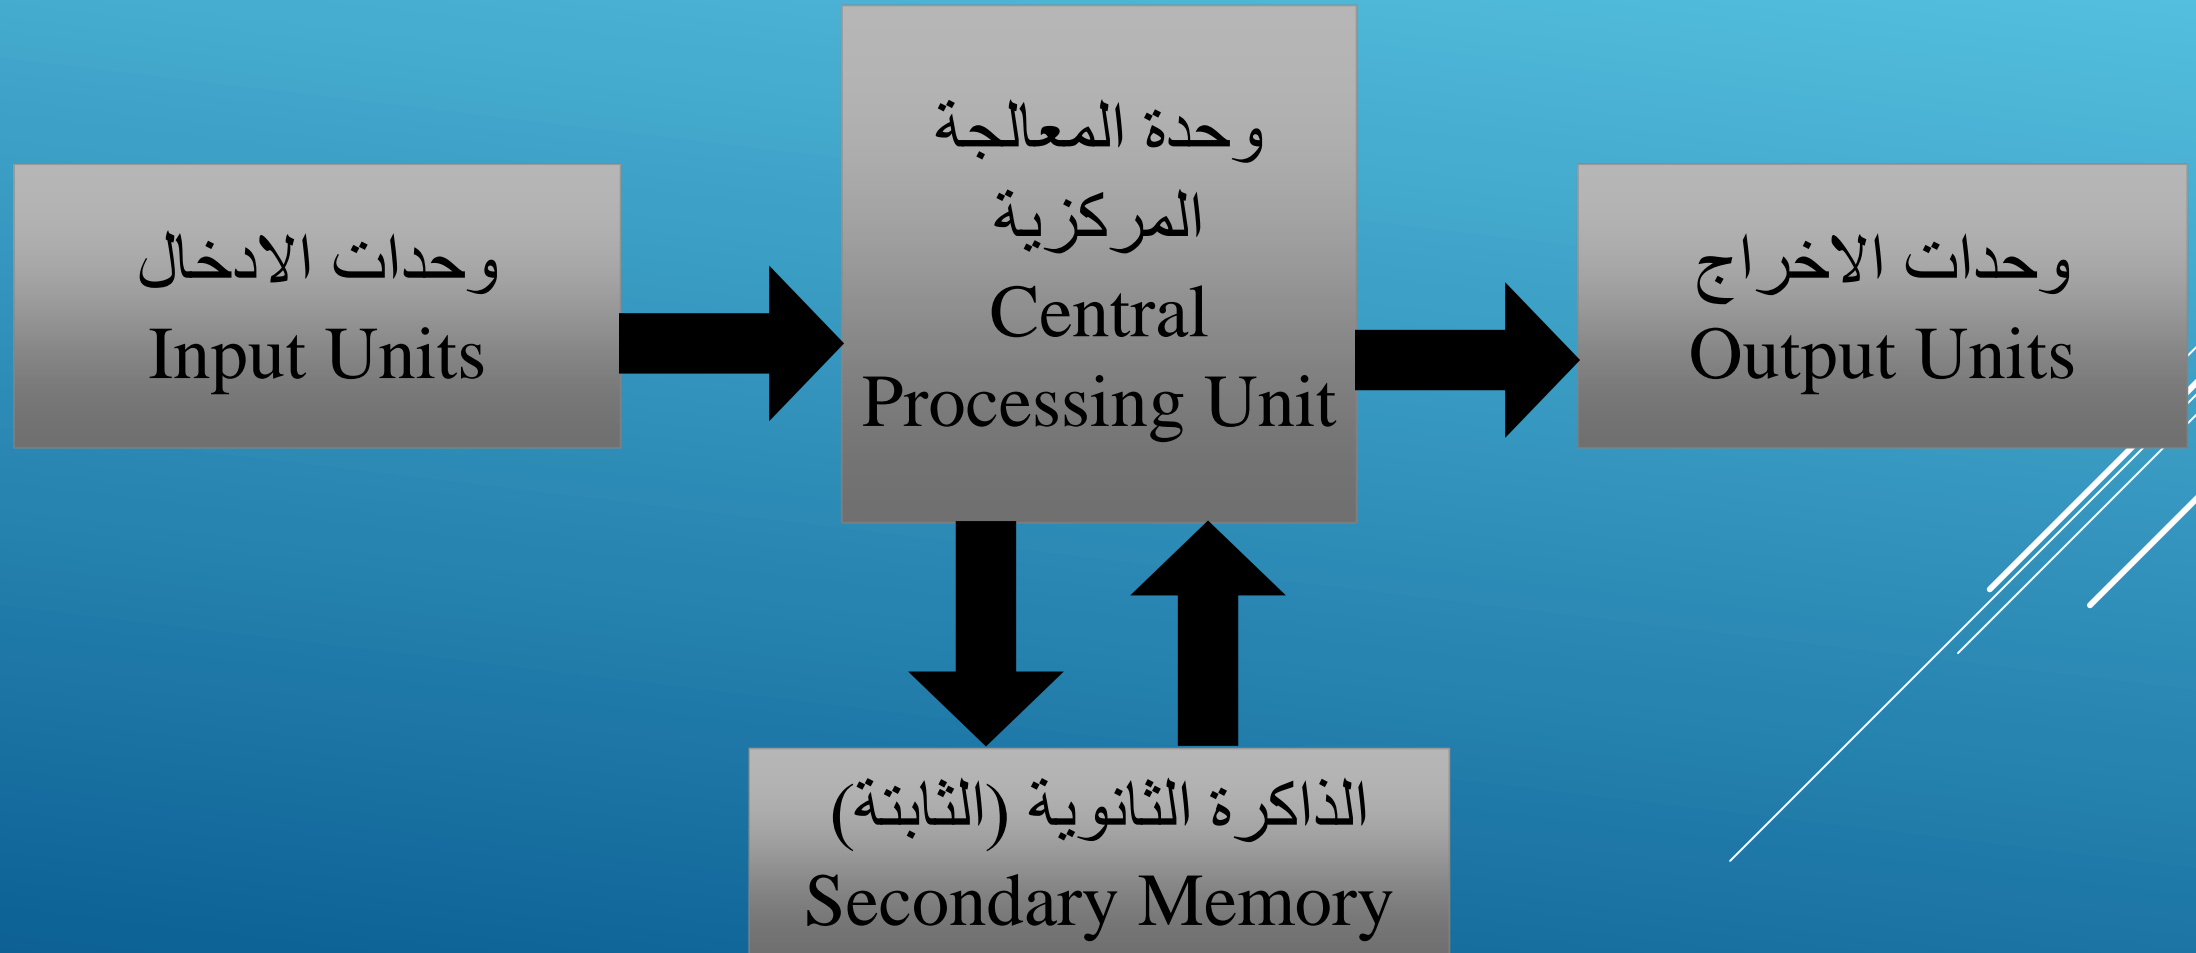 وحدات الادخال
Input Units
وحدة المعالجة
المركزية
Central
Processing Unit
وحدات الاخراج
Output Units
الذاكرة الثانوية (الثابتة)
Secondary Memory